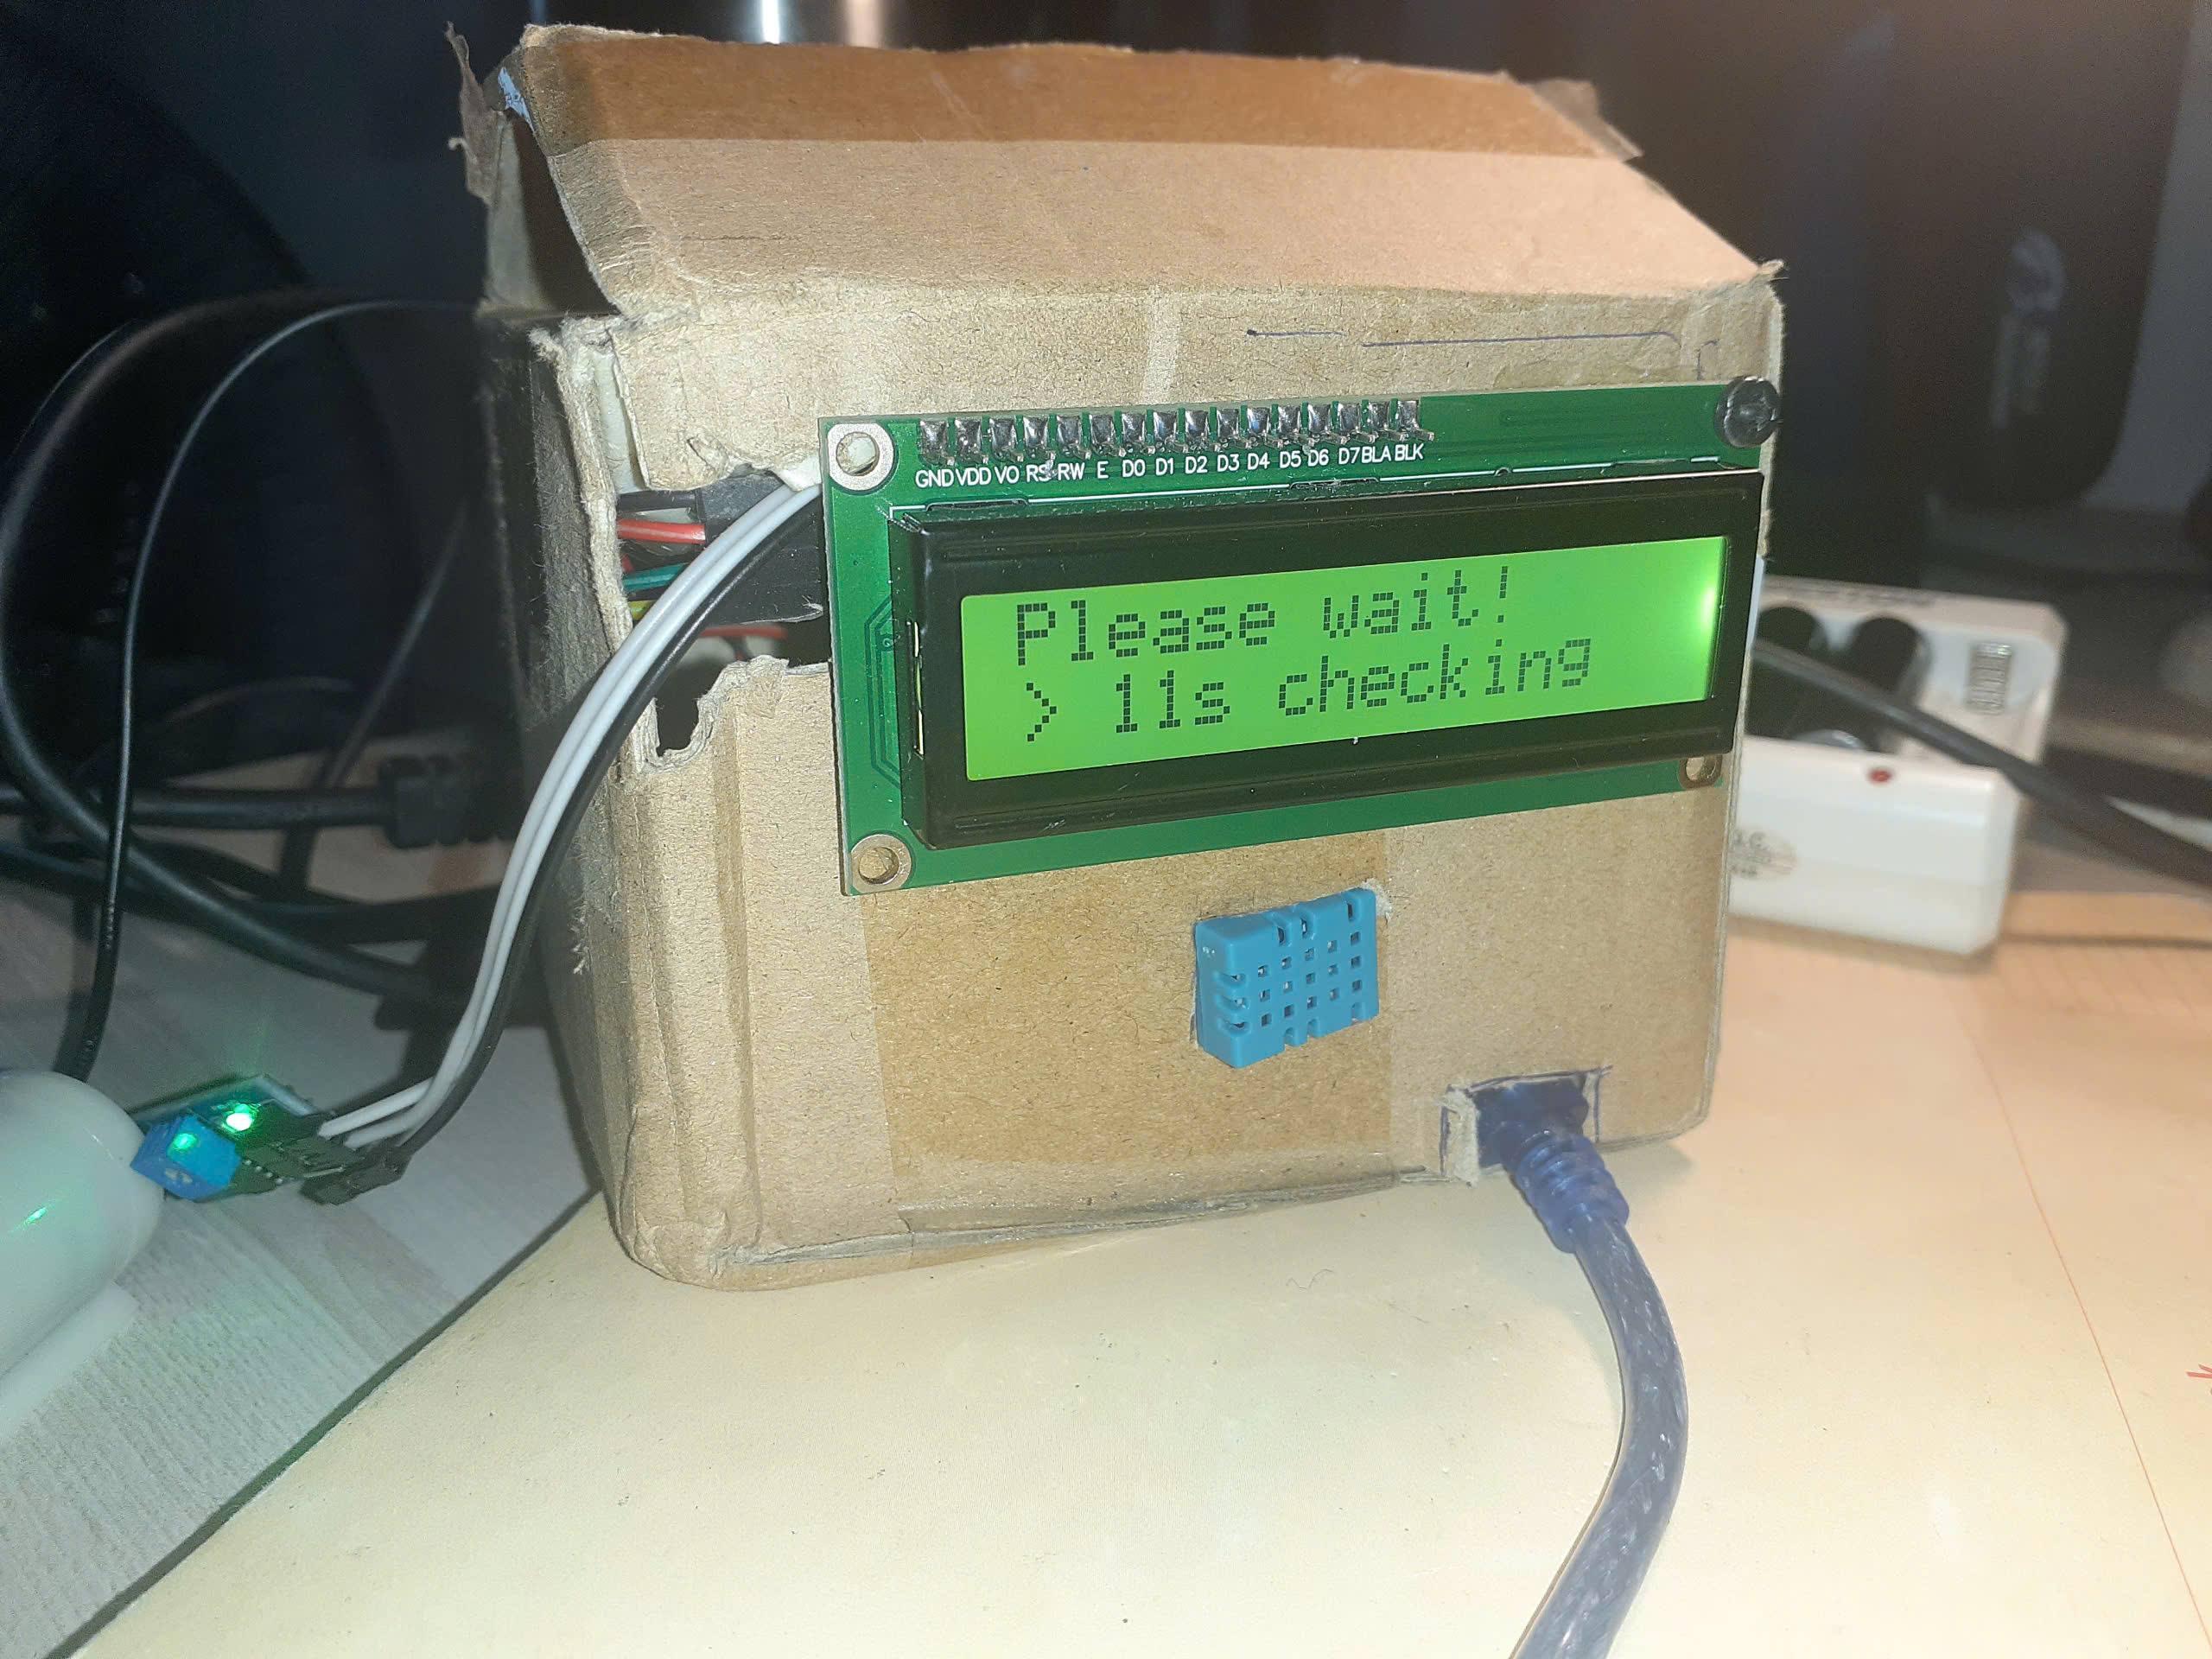 GND VDD VO RS RW E D0 D1 D2 D3 D4 D5 D6 D7 BLA BLK
Please wait!
> 11s checking